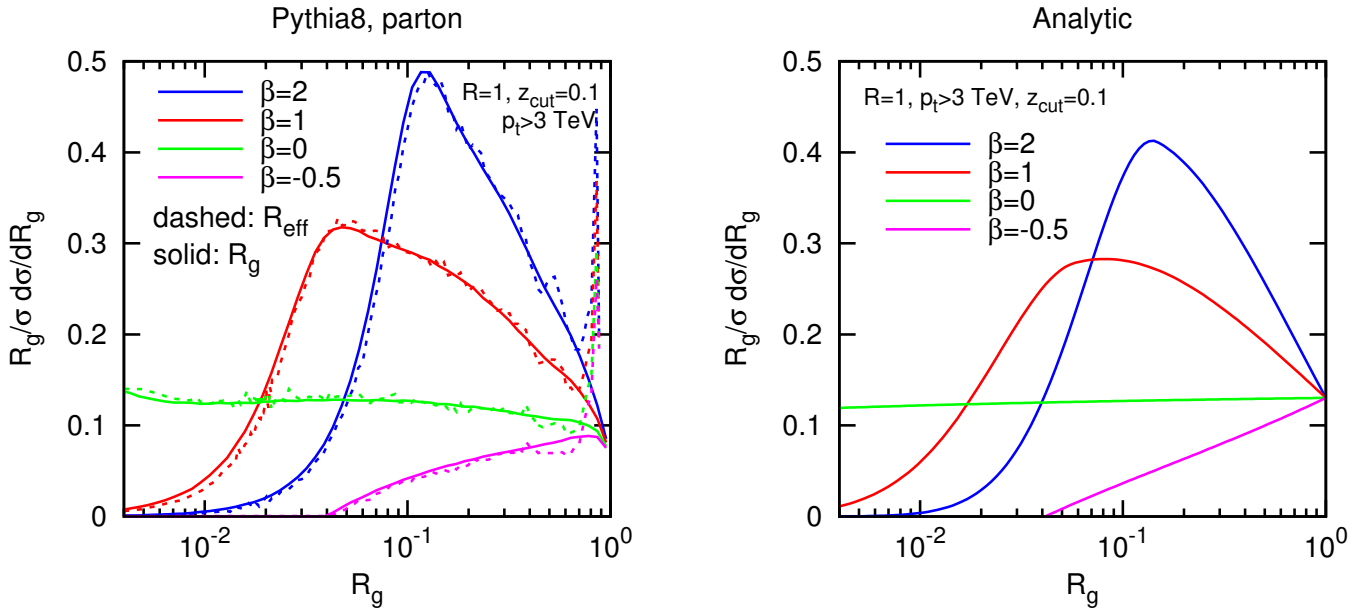 Pythia8, parton
R_g/σ dσ/dR_g
0.5
0.4
0.3
0.2
0.1
0
β=2
β=1
β=0
β=-0.5
dashed: R_eff
solid: R_g
R=1, z_cut=0.1
p_t>3 TeV
10^-2
10^-1
10^0
R_g
Analytic
R_g/σ dσ/dR_g
0.5
0.4
0.3
0.2
0.1
0
R=1, p_t>3 TeV, z_cut=0.1
β=2
β=1
β=0
β=-0.5
10^-2
10^-1
10^0
R_g